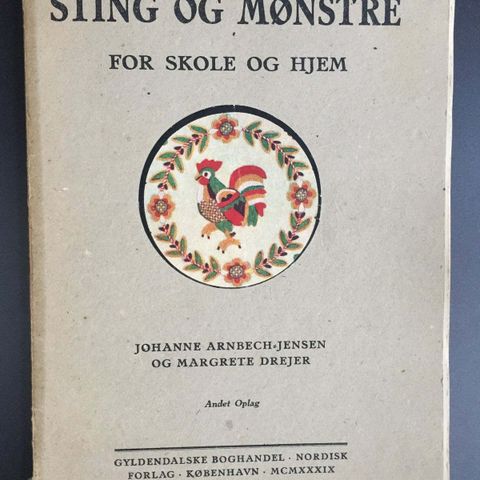 STING OG MØNSTRE
FOR SKOLE OG HJEM
JOHANNE ARNBECH-JENSEN
OG MARGRETE DREJER
Andet Oplag
GYLDENDALSKE BOGHANDEL · NORDISK
FORLAG · KØBENHAVN · MCMXXXIX